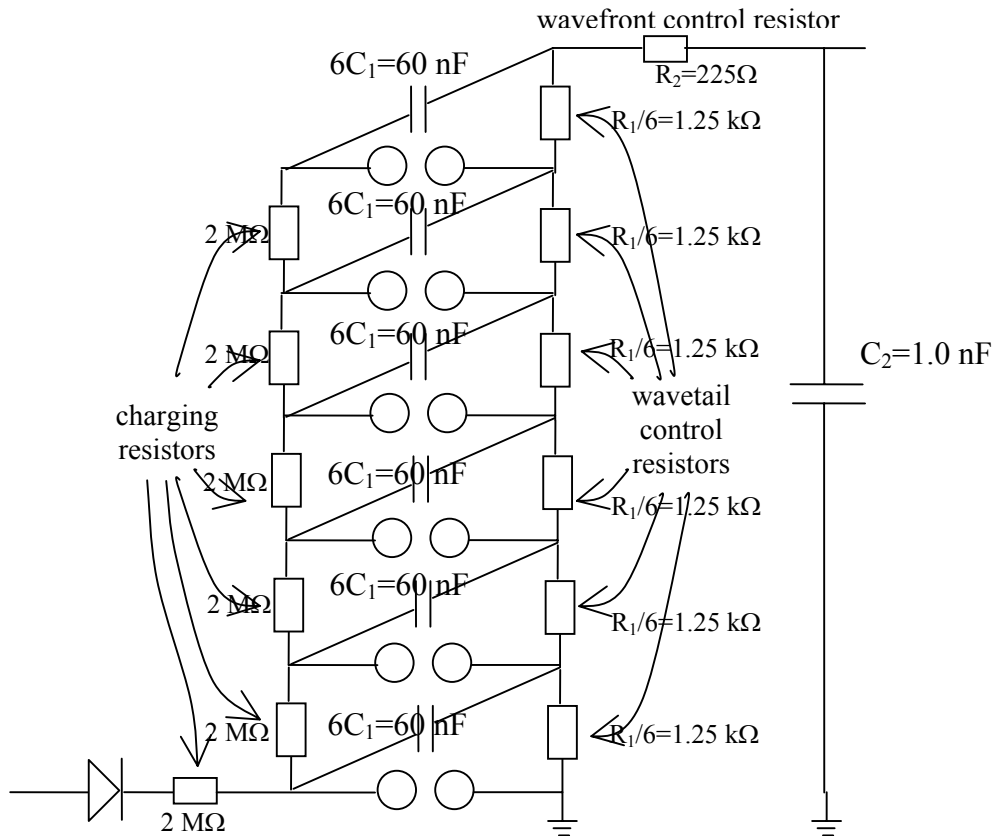 wavefront control resistor
6C₁=60 nF
R₂=225Ω
R₁/6=1.25 kΩ
6C₁=60 nF
2 MΩ
R₁/6=1.25 kΩ
6C₁=60 nF
2 MΩ
R₁/6=1.25 kΩ
C₂=1.0 nF
charging
resistors
wavetail
control
resistors
6C₁=60 nF
2 MΩ
R₁/6=1.25 kΩ
6C₁=60 nF
2 MΩ
R₁/6=1.25 kΩ
6C₁=60 nF
2 MΩ
R₁/6=1.25 kΩ
2 MΩ